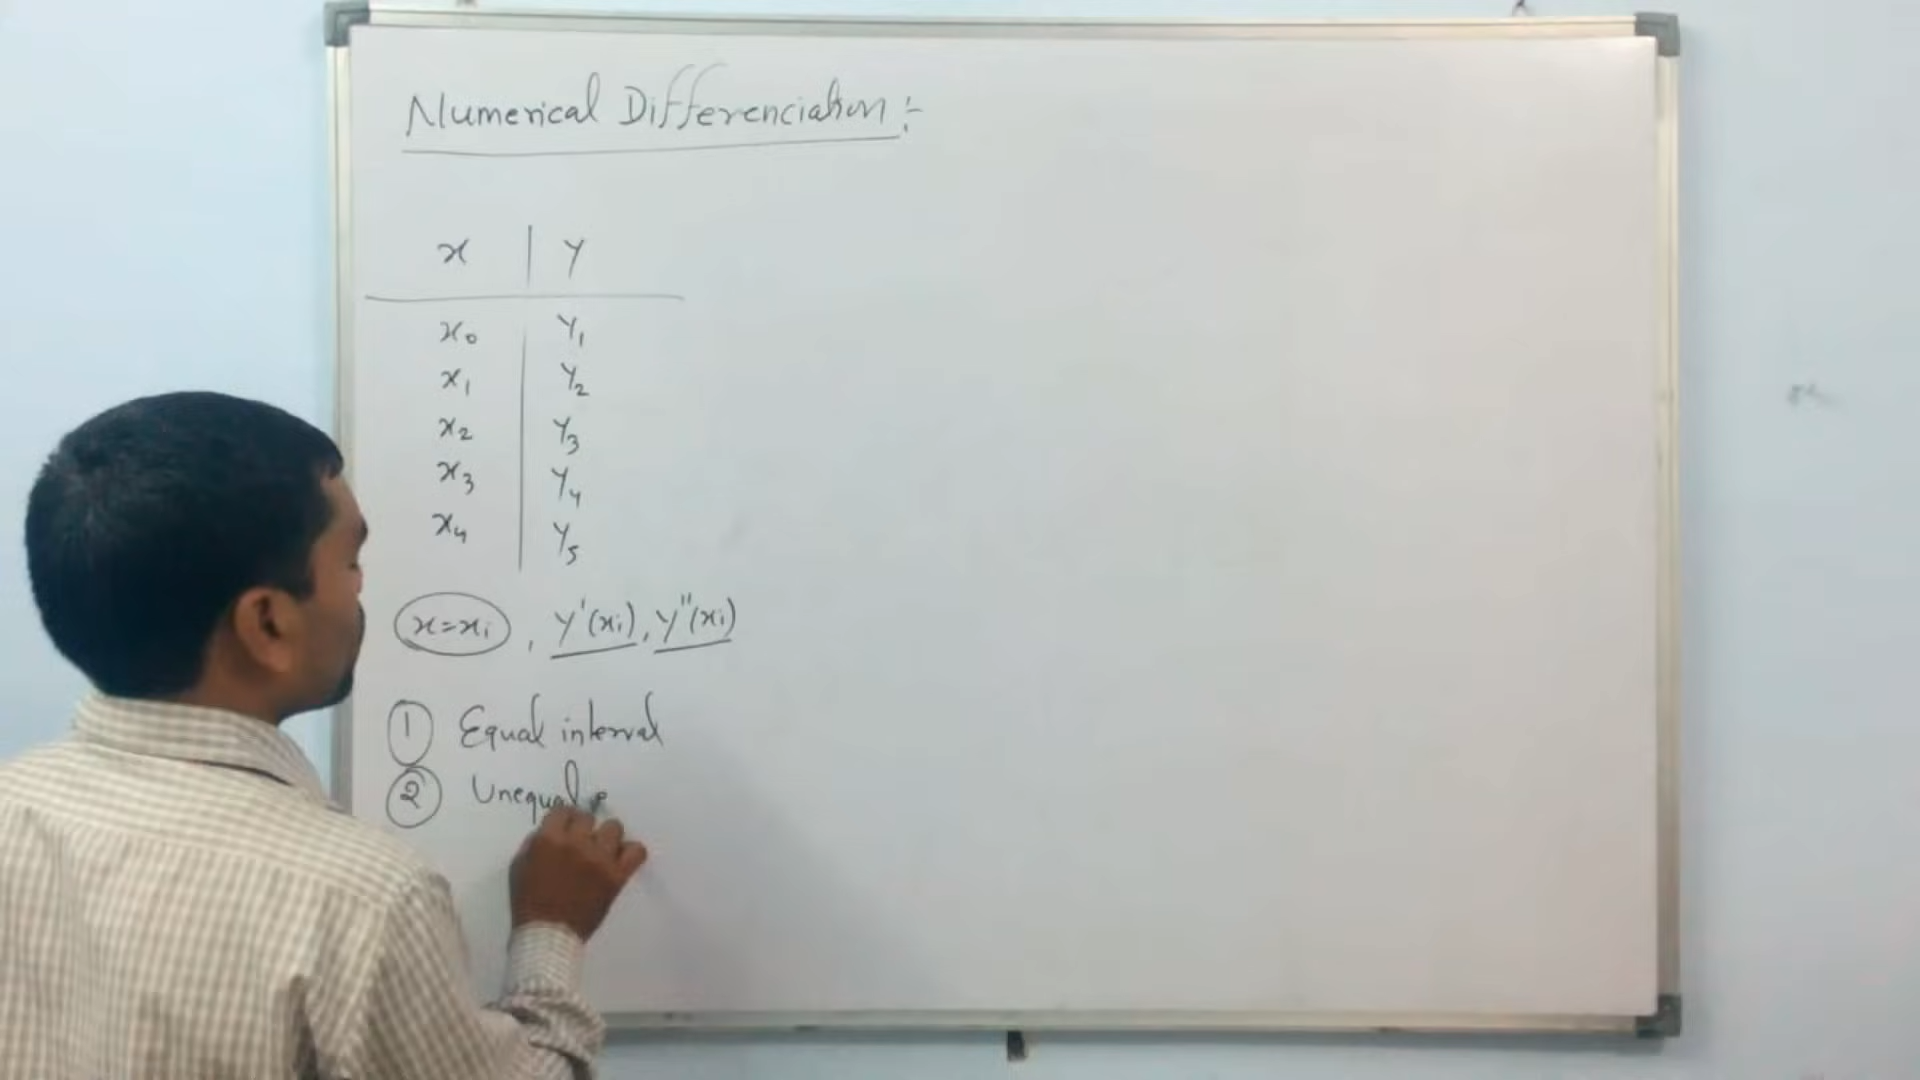 Numerical Differenciation :-
x | y
x₀ y₁
x₁ y₂
x₂ y₃
x₃ y₄
x₄ y₅
x=xᵢ , y'(xᵢ), y''(xᵢ)
① Equal interval
② Unequal